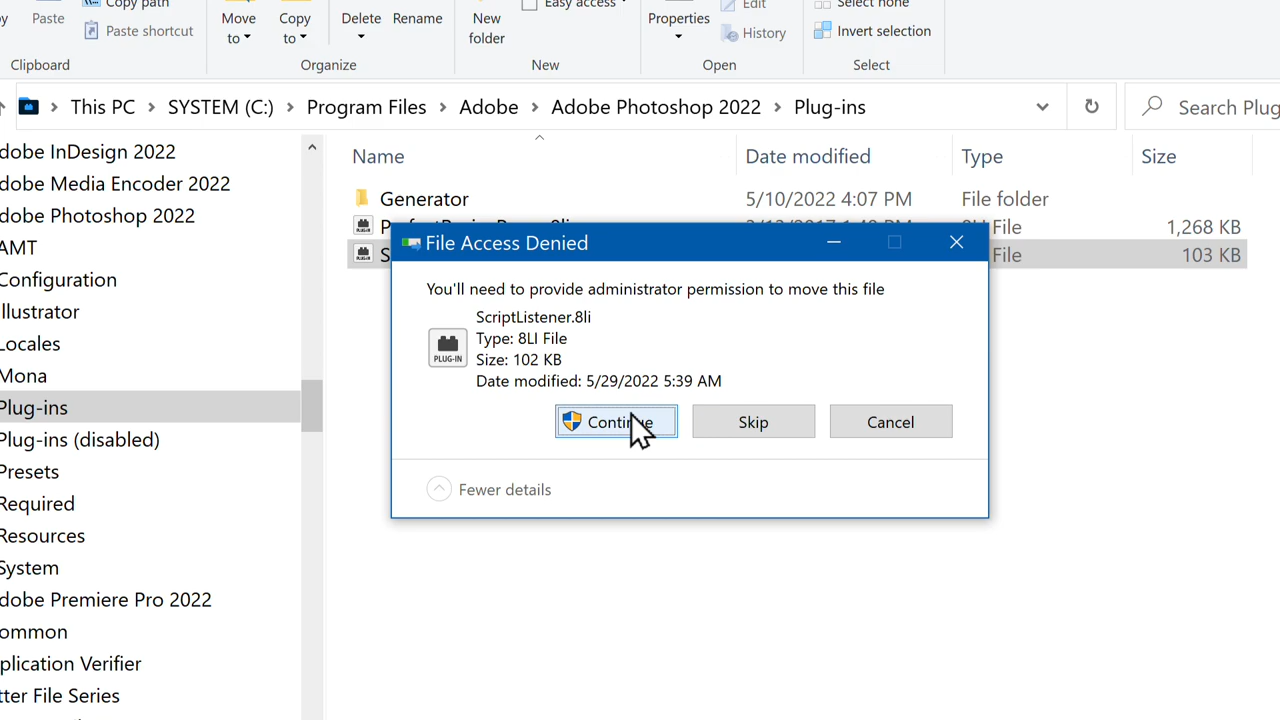 Copy path
Paste
Paste shortcut
Clipboard
Move to
Copy to
Delete
Rename
Organize
New folder
Easy access
New
Properties
Edit
History
Open
Select none
Invert selection
Select
This PC > SYSTEM (C:) > Program Files > Adobe > Adobe Photoshop 2022 > Plug-ins
Search Plug
dobe InDesign 2022
dobe Media Encoder 2022
dobe Photoshop 2022
AMT
Configuration
llustrator
Locales
Mona
Plug-ins
Plug-ins (disabled)
Presets
Required
Resources
System
dobe Premiere Pro 2022
ommon
plication Verifier
tter File Series
Name Date modified Type Size
Generator 5/10/2022 4:07 PM File folder
File 1,268 KB
S File 103 KB
File Access Denied
You'll need to provide administrator permission to move this file
PLUG-IN
ScriptListener.8li
Type: 8LI File
Size: 102 KB
Date modified: 5/29/2022 5:39 AM
Continue
Skip
Cancel
Fewer details